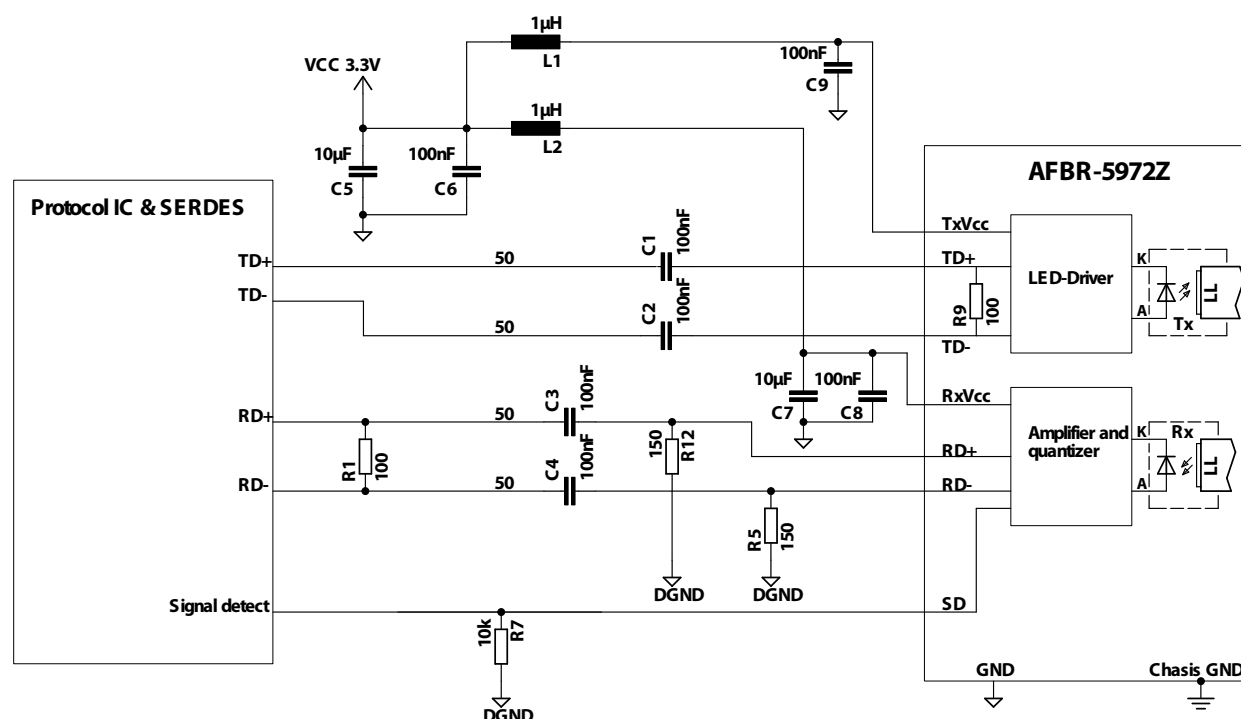 1µH
L1
100nF
C9
VCC 3.3V
1µH
L2
10µF
C5
100nF
C6
AFBR-5972Z
Protocol IC & SERDES
TxVcc
TD+
50
C1
100nF
TD+
LED-Driver
K
LL
TD-
50
C2
100nF
R9
100
A
Tx
TD-
10µF
C7
100nF
C8
RxVcc
RD+
50
C3
100nF
150
R12
Amplifier and
quantizer
Rx
K
LL
R1
100
RD+
RD-
50
C4
100nF
RD-
A
R5
150
DGND
DGND
Signal detect
SD
10k
R7
DGND
GND
Chasis GND